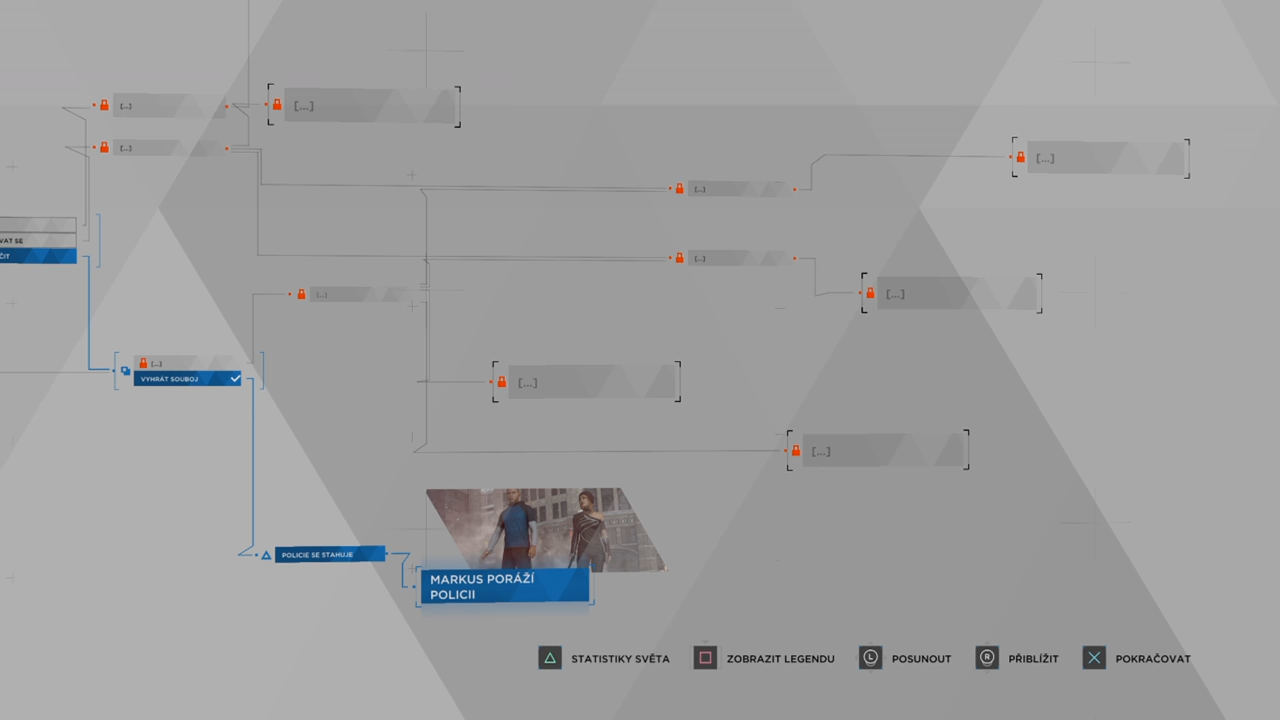 [...]
[...]
[...]
[...]
[...]
[...]
VAT SE
ČIT
[...]
[...]
[...]
[...]
VYHRÁT SOUBOJ
[...]
[...]
POLICIE SE STAHUJE
MARKUS PORÁŽÍ
POLICII
STATISTIKY SVĚTA
ZOBRAZIT LEGENDU
L
POSUNOUT
R
PŘIBLÍŽIT
POKRAČOVAT